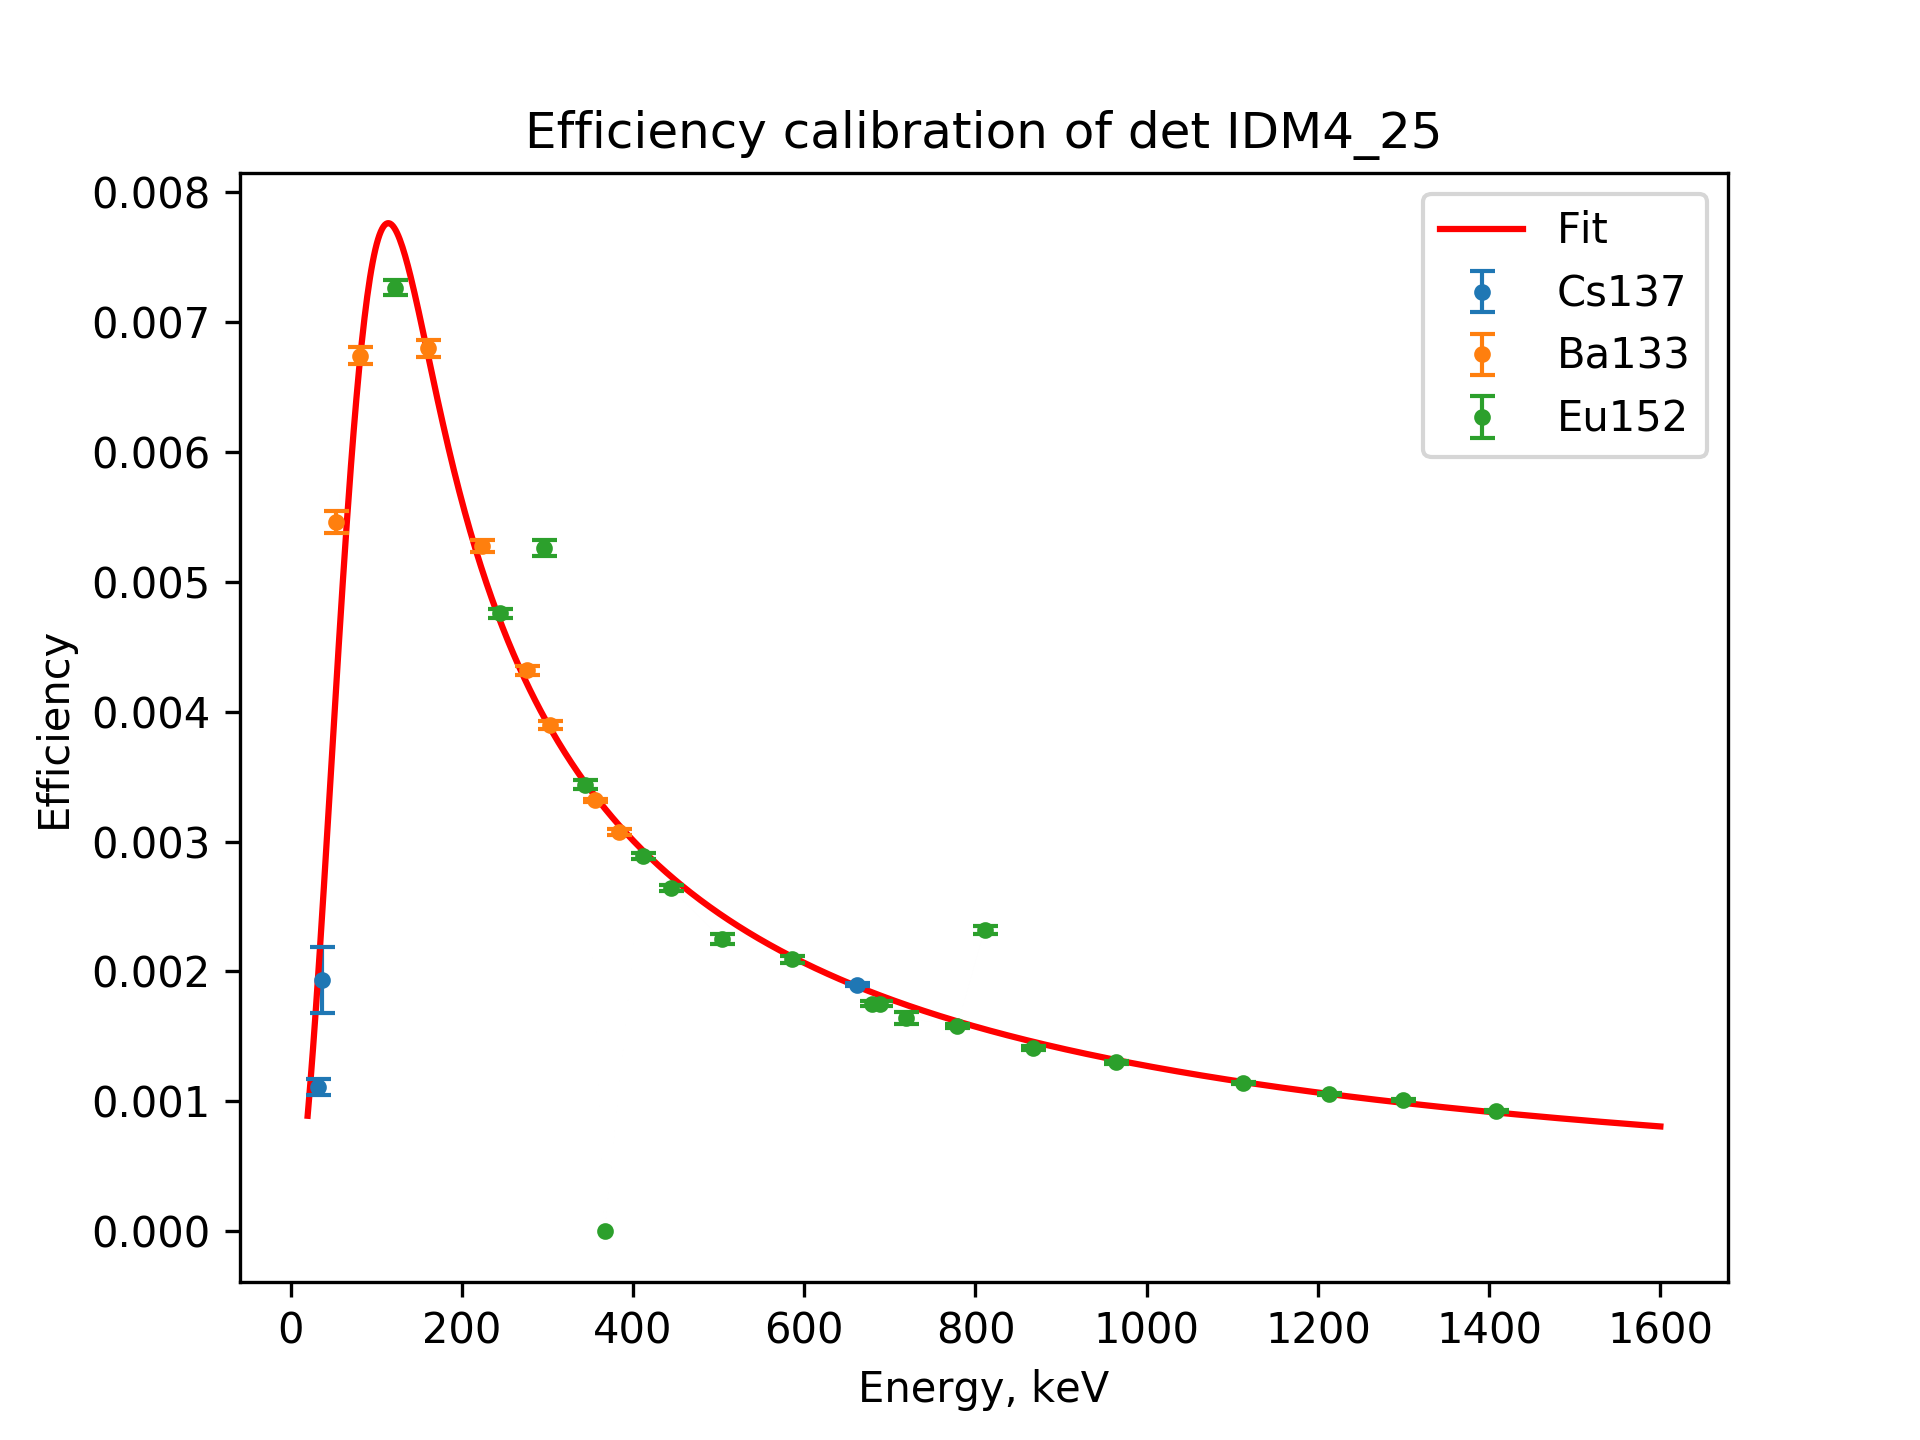 Efficiency calibration of det IDM4_25
0.008
0.007
0.006
0.005
0.004
0.003
0.002
0.001
0.000
Efficiency
Fit
Cs137
Ba133
Eu152
0 200 400 600 800 1000 1200 1400 1600
Energy, keV